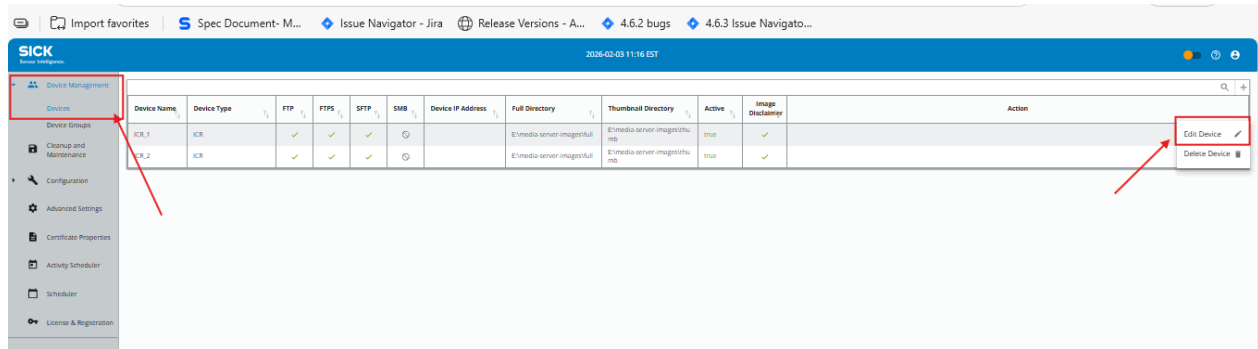 Import favorites
Spec Document- M...
Issue Navigator - Jira
Release Versions - A...
4.6.2 bugs
4.6.3 Issue Navigato...
SICK
Sensor Intelligence.
2026-02-03 11:16 EST
Device Management
Devices
Device Groups
Cleanup and
Maintenance
Configuration
Advanced Settings
Certificate Properties
Activity Scheduler
Scheduler
License & Registration
Device Name Device Type FTP FTPS SFTP SMB Device IP Address Full Directory Thumbnail Directory Active Image Disclaimer Action
ICR_1 ICR E:\media-server-images\full E:\media-server-images\thu
mb true
ICR_2 ICR E:\media-server-images\full E:\media-server-images\thu
mb true
Edit Device
Delete Device